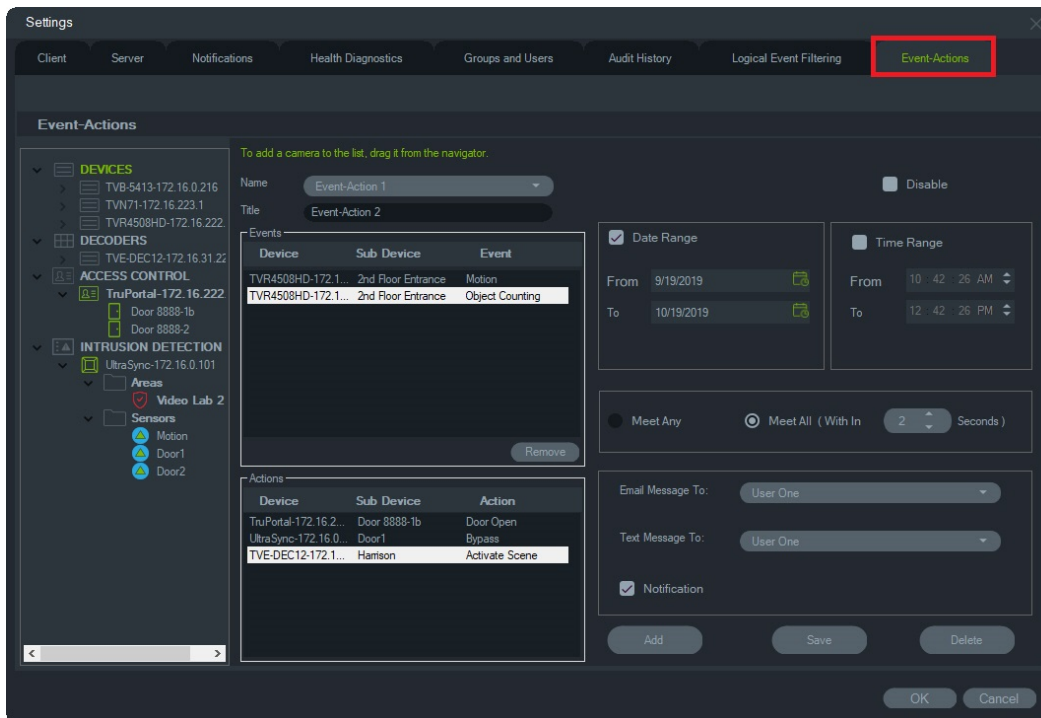 Settings
Client Server Notifications Health Diagnostics Groups and Users Audit History Logical Event Filtering Event-Actions
Event-Actions
DEVICES
TVB-5413-172.16.0.216
TVN71-172.16.223.1
TVR4508HD-172.16.222.
DECODERS
TVE-DEC12-172.16.31.22
ACCESS CONTROL
TruPortal-172.16.222
Door 8888-1b
Door 8888-2
INTRUSION DETECTION
UltraSync-172.16.0.101
Areas
Video Lab 2
Sensors
Motion
Door1
Door2
To add a camera to the list, drag it from the navigator.
Name Event-Action 1
Title Event-Action 2
Disable
Events
Device Sub Device Event
TVR4508HD-172.1... 2nd Floor Entrance Motion
TVR4508HD-172.1... 2nd Floor Entrance Object Counting
Remove
Actions
Device Sub Device Action
TruPortal-172.16.2... Door 8888-1b Door Open
UltraSync-172.16.0... Door1 Bypass
TVE-DEC12-172.1... Harrison Activate Scene
Date Range
From 9/19/2019
To 10/19/2019
Time Range
From 10 : 42 : 26 AM
To 12 : 42 : 26 PM
Meet Any Meet All ( With In 2 Seconds )
Email Message To: User One
Text Message To: User One
Notification
Add Save Delete
OK Cancel